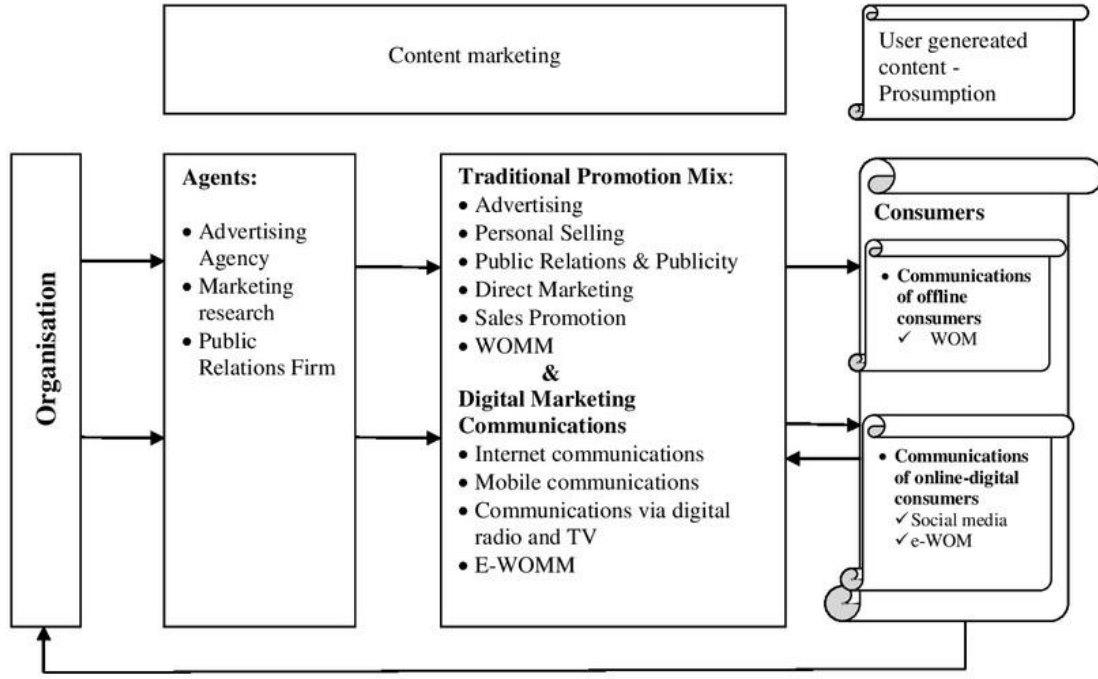 Content marketing
User genereated
content -
Prosumption
Organisation
Agents:
• Advertising
Agency
• Marketing
research
• Public
Relations Firm
Traditional Promotion Mix:
• Advertising
• Personal Selling
• Public Relations & Publicity
• Direct Marketing
• Sales Promotion
• WOMM
&
Digital Marketing
Communications
• Internet communications
• Mobile communications
• Communications via digital
radio and TV
• E-WOMM
Consumers
• Communications
of offline
consumers
✓ WOM
• Communications
of online-digital
consumers
✓ Social media
✓ e-WOM